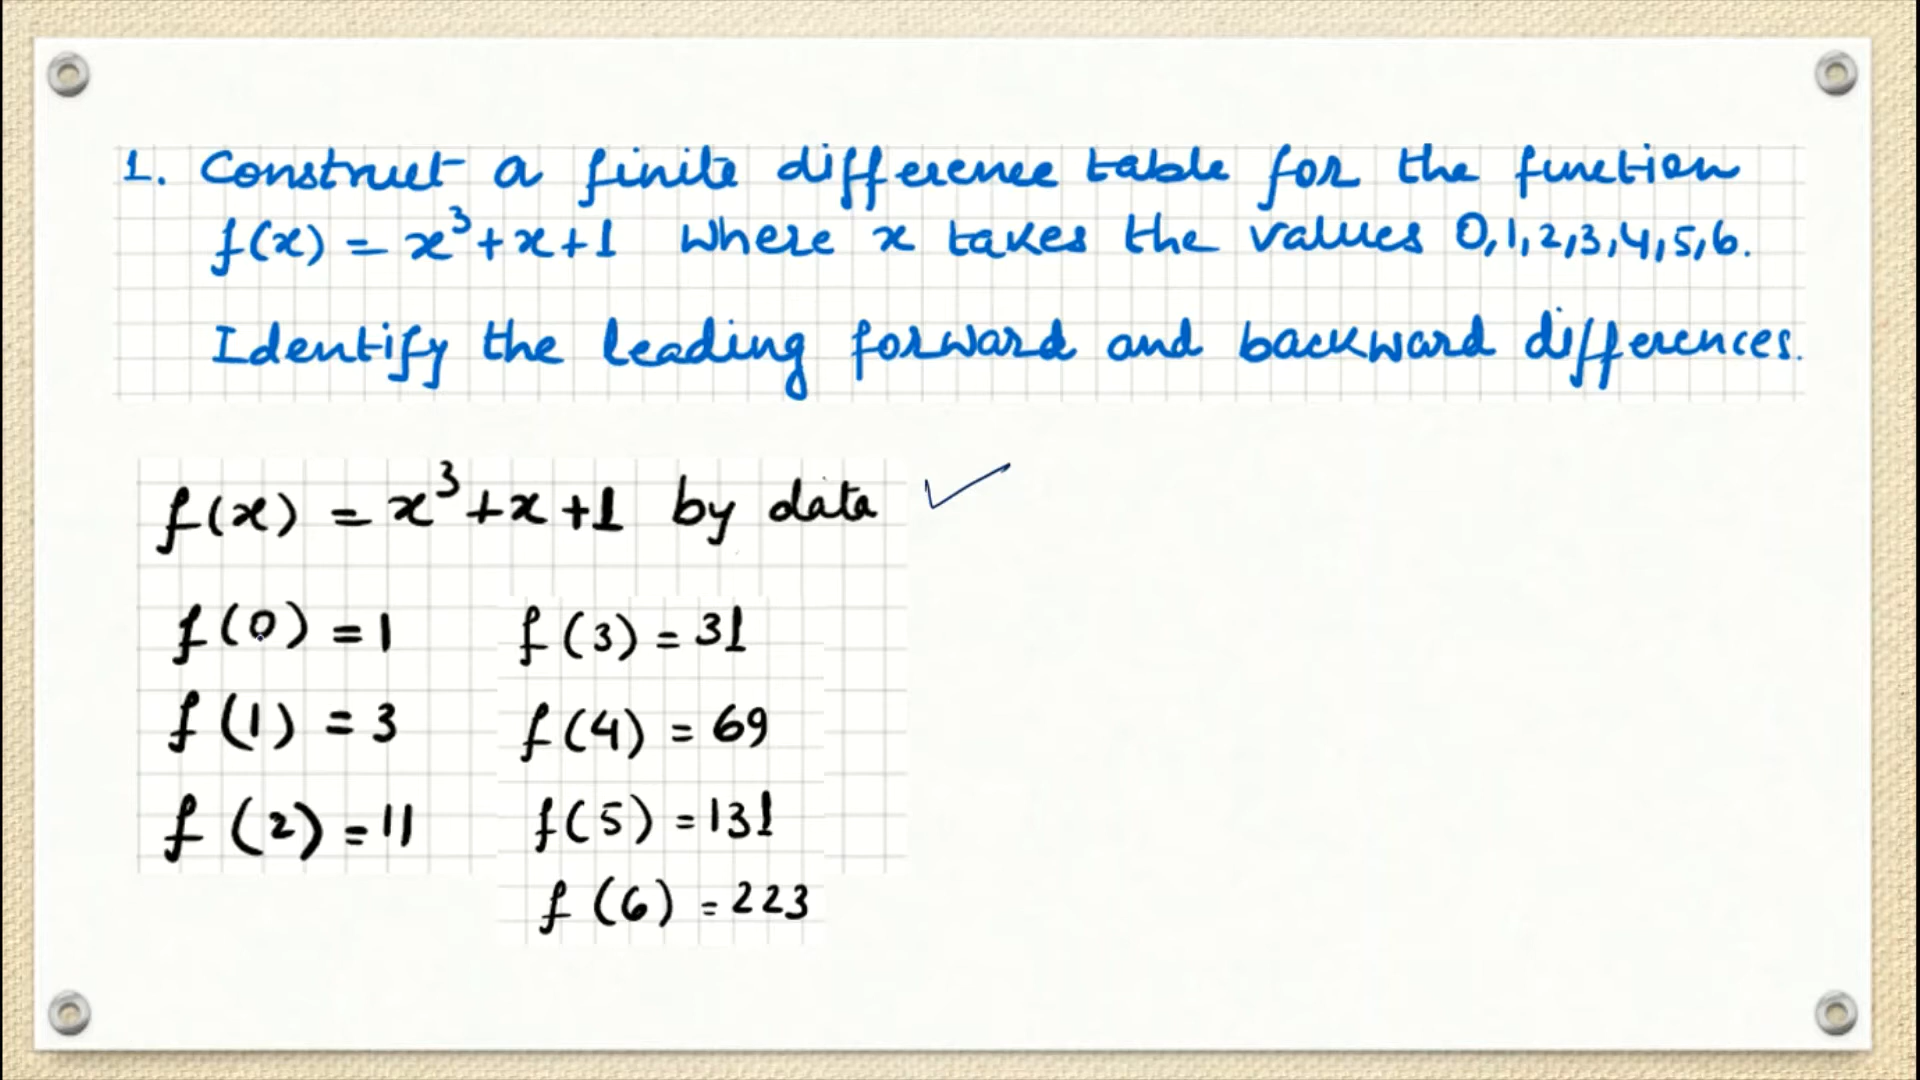 1. Construct a finite difference table for the function
f(x) = x³+x+1 where x takes the values 0,1,2,3,4,5,6.
Identify the leading forward and backward differences.
f(x) = x³+x+1 by data
f(0) = 1
f(1) = 3
f(2) = 11
f(3) = 31
f(4) = 69
f(5) = 131
f(6) = 223